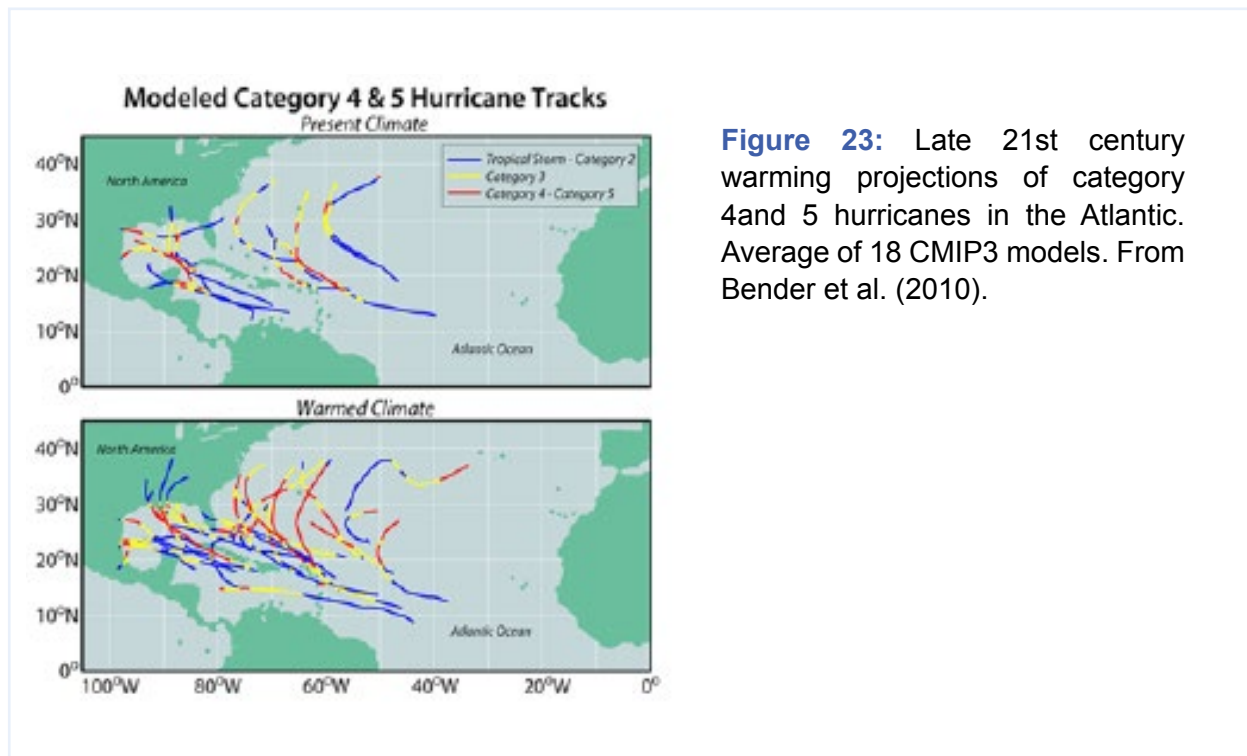 Modeled Category 4 & 5 Hurricane Tracks
Present Climate
40°N
30°N
20°N
10°N
0°
North America
Tropical Storm - Category 2
Category 3
Category 4 - Category 5
Atlantic Ocean
Warmed Climate
40°N
30°N
20°N
10°N
0°
North America
Atlantic Ocean
100°W 80°W 60°W 40°W 20°W 0°
Figure 23: Late 21st century
warming projections of category
4and 5 hurricanes in the Atlantic.
Average of 18 CMIP3 models. From
Bender et al. (2010).